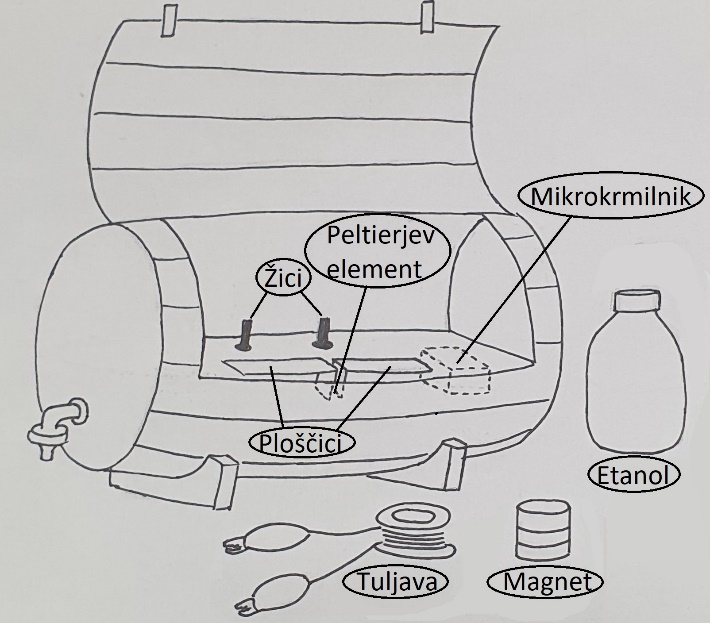 Mikrokrmilnik
Peltierjev
element
Žici
Ploščici
Etanol
Tuljava
Magnet